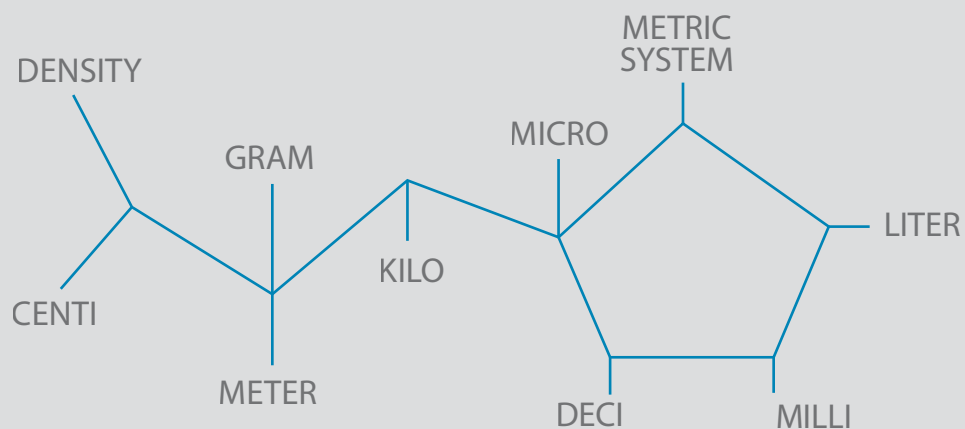 METRIC
SYSTEM
DENSITY
MICRO
GRAM
LITER
KILO
CENTI
METER
DECI
MILLI